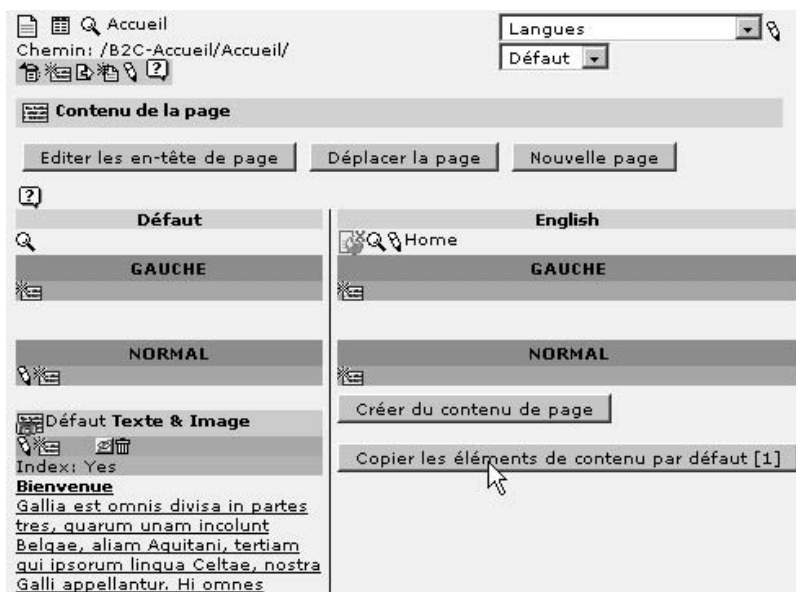 Accueil
Langues
Chemin: /B2C-Accueil/Accueil/
Défaut
Contenu de la page
Editer les en-tête de page
Déplacer la page
Nouvelle page
Défaut
English
Home
GAUCHE
GAUCHE
NORMAL
NORMAL
Créer du contenu de page
Défaut Texte & Image
Copier les éléments de contenu par défaut [1]
Index: Yes
Bienvenue
Gallia est omnis divisa in partes
tres, quarum unam incolunt
Belgae, aliam Aquitani, tertiam
qui ipsorum lingua Celtae, nostra
Galli appellantur. Hi omnes